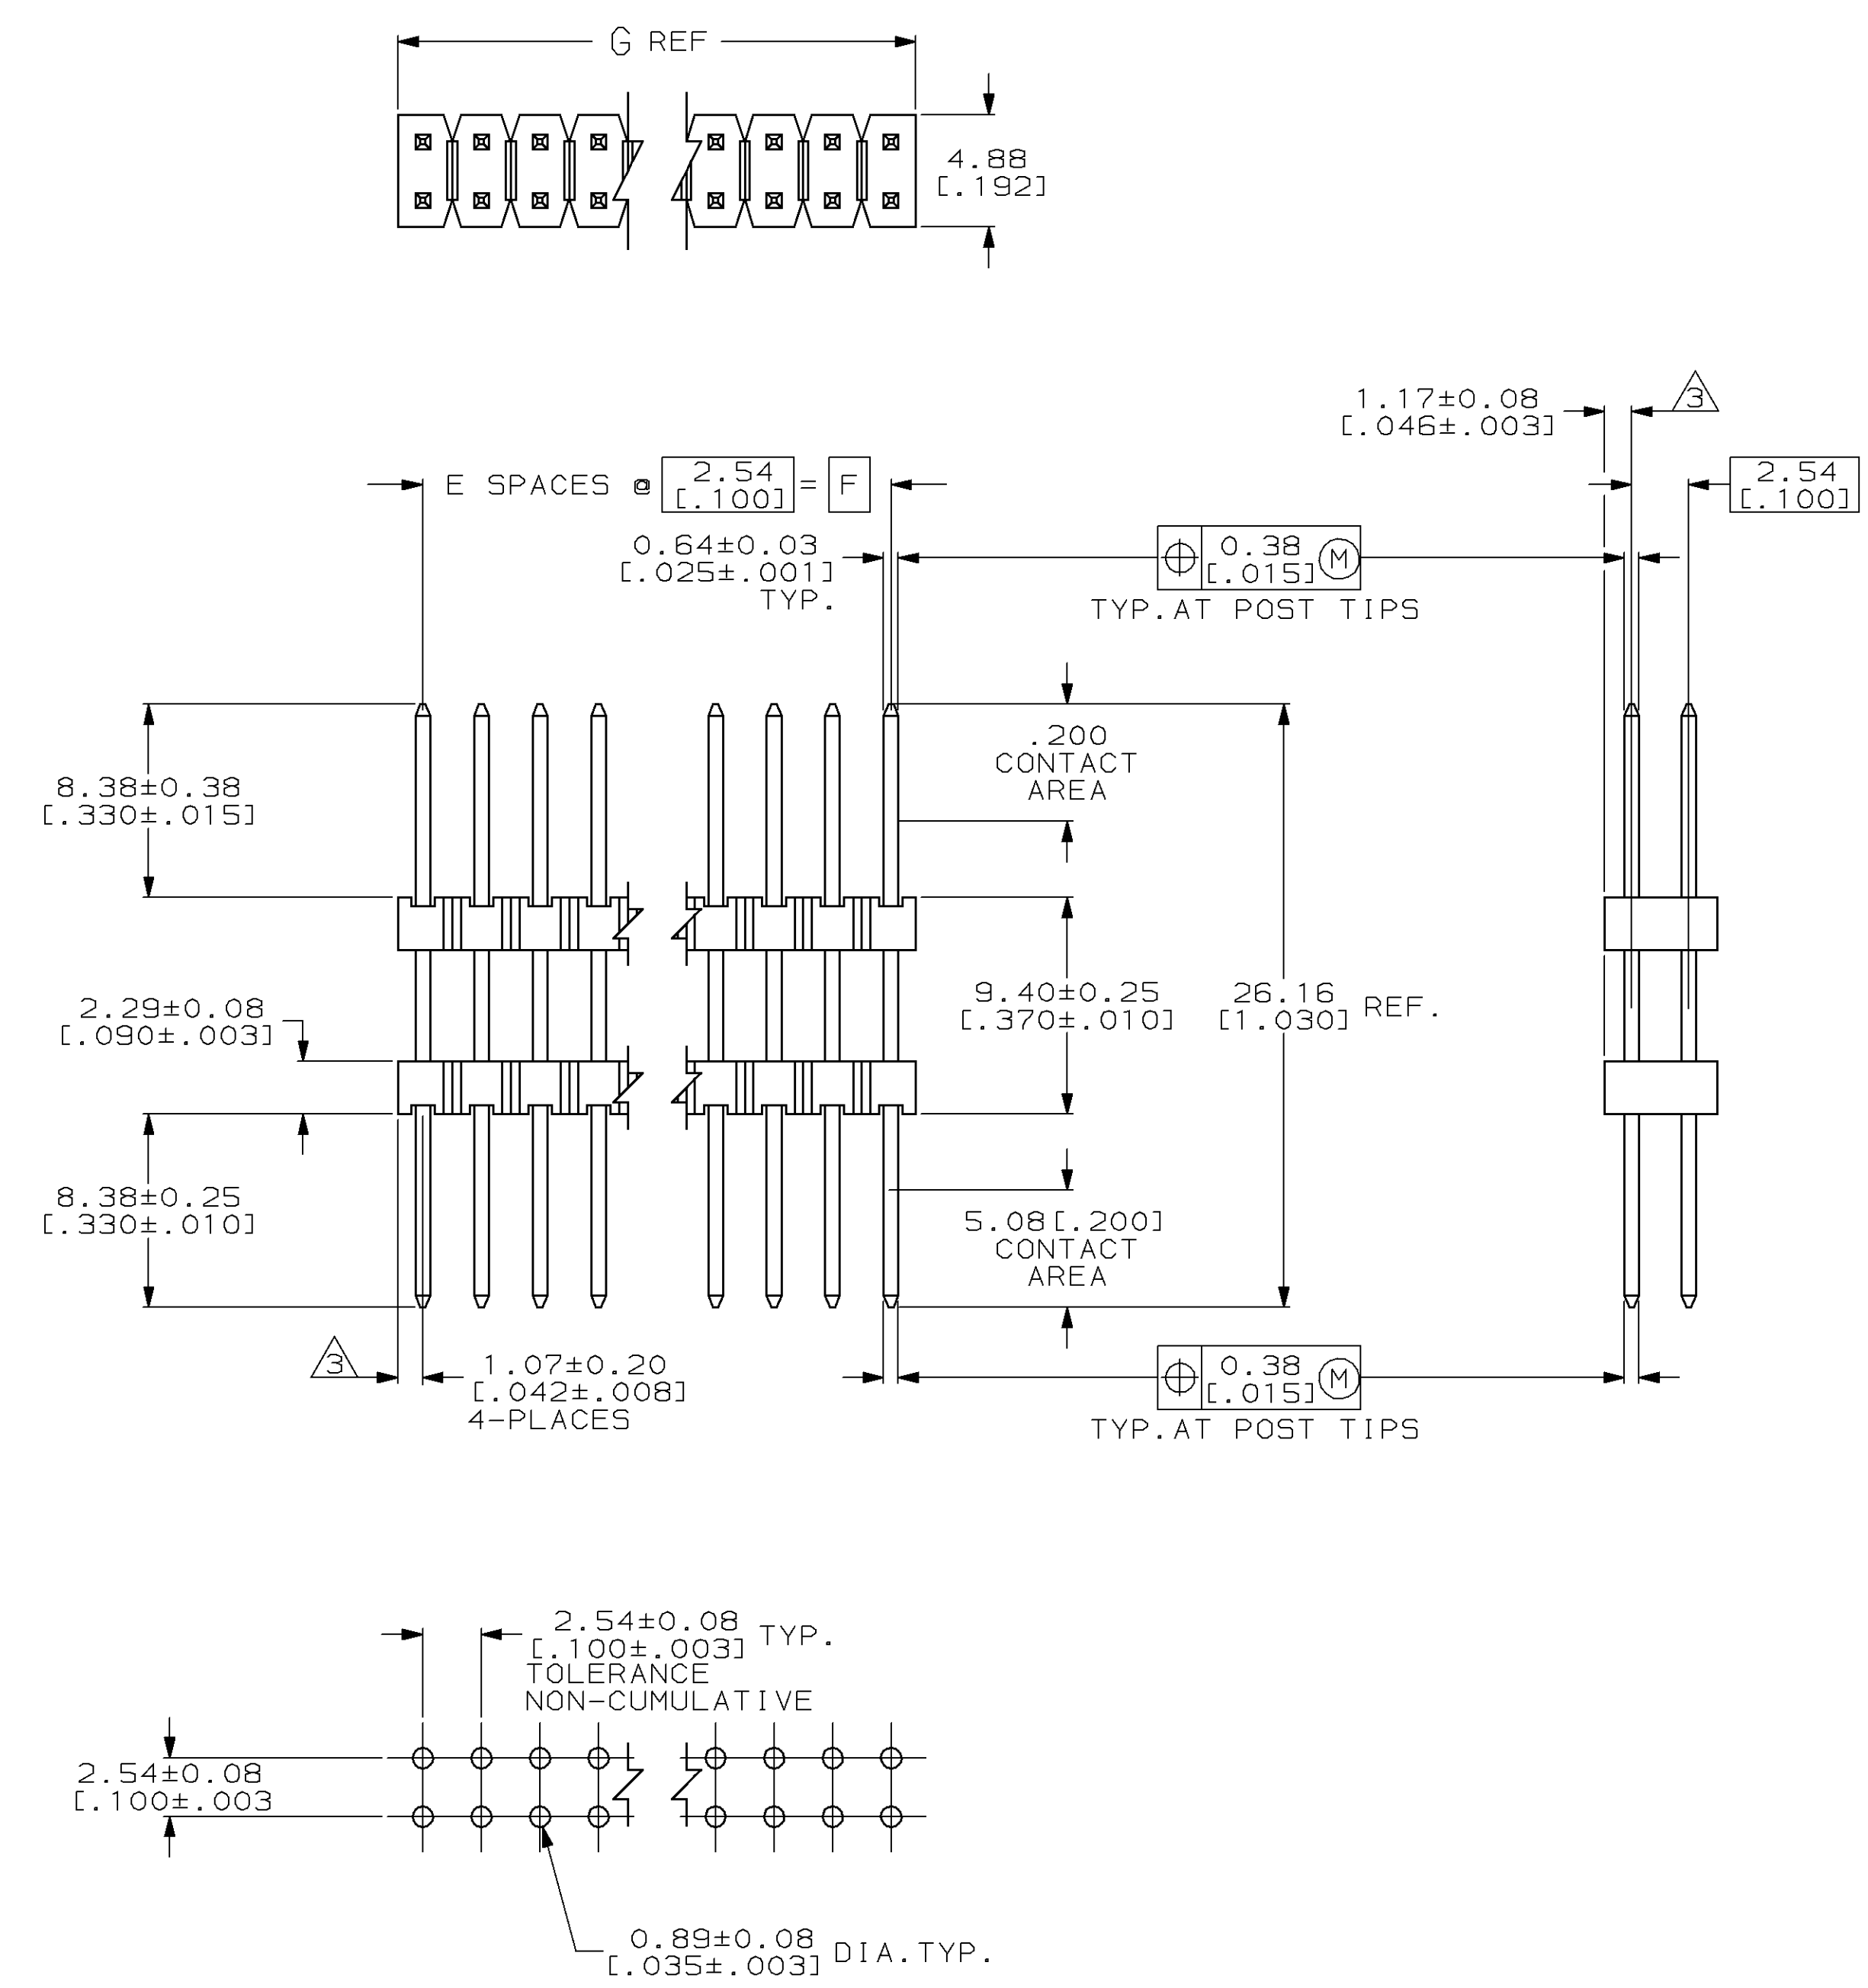 G REF
4.88
[.192]
1.17±0.08
[.046±.003]
3
E SPACES @ 2.54 [.100] = F
2.54
[.100]
0.64±0.03
[.025±.001]
TYP.
0.38
[.015] M
TYP.AT POST TIPS
.200
CONTACT
AREA
8.38±0.38
[.330±.015]
9.40±0.25
[.370±.010]
26.16
[1.030] REF.
2.29±0.08
[.090±.003]
8.38±0.25
[.330±.010]
5.08[.200]
CONTACT
AREA
3
1.07±0.20
[.042±.008]
4-PLACES
0.38
[.015] M
TYP.AT POST TIPS
2.54±0.08
[.100±.003] TYP.
TOLERANCE
NON-CUMULATIVE
2.54±0.08
[.100±.003
0.89±0.08
[.035±.003] DIA.TYP.